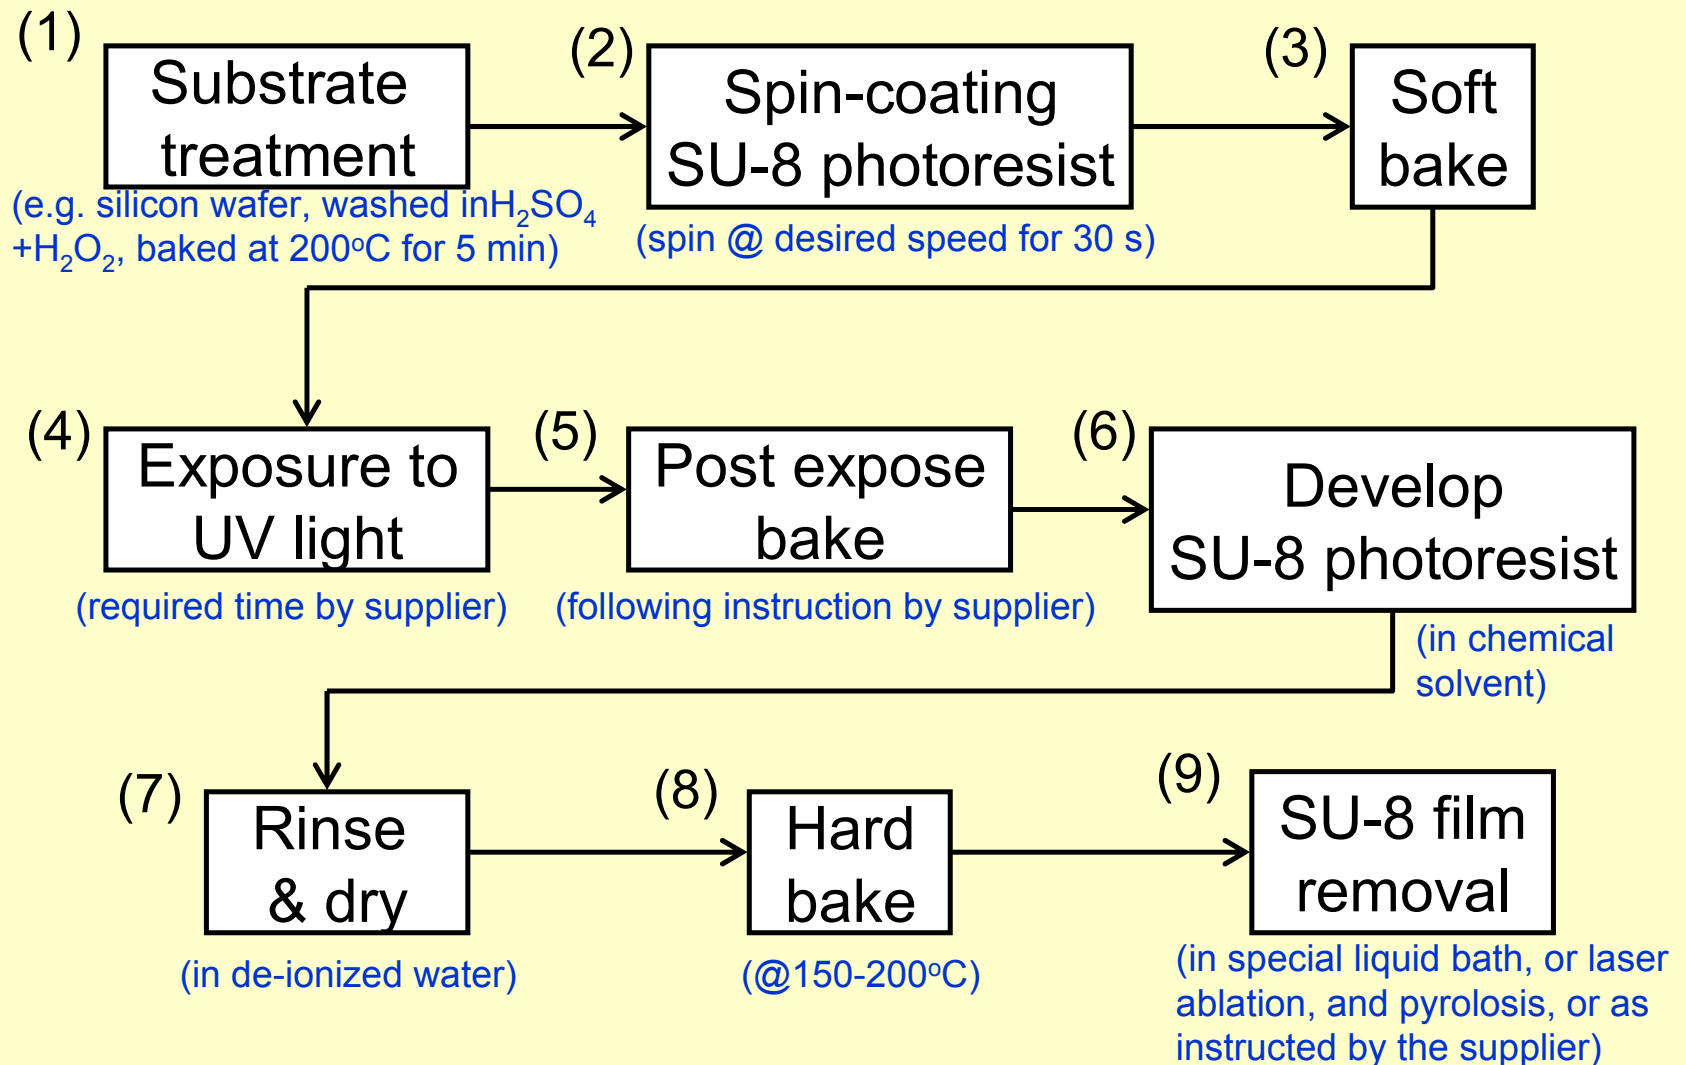 (1)
Substrate
treatment
(e.g. silicon wafer, washed inH₂SO₄
+H₂O₂, baked at 200ᵒC for 5 min)
(2)
Spin-coating
SU-8 photoresist
(spin @ desired speed for 30 s)
(3)
Soft
bake
(4)
Exposure to
UV light
(required time by supplier)
(5)
Post expose
bake
(following instruction by supplier)
(6)
Develop
SU-8 photoresist
(in chemical
solvent)
(7)
Rinse
& dry
(in de-ionized water)
(8)
Hard
bake
(@150-200ᵒC)
(9)
SU-8 film
removal
(in special liquid bath, or laser
ablation, and pyrolosis, or as
instructed by the supplier)